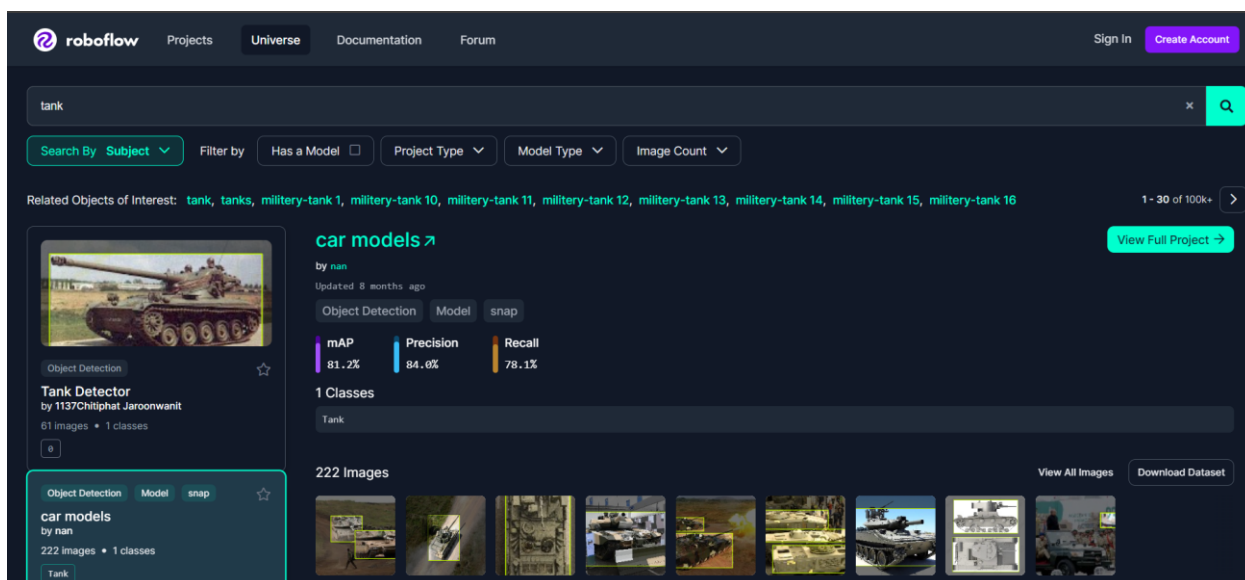 roboflow Projects Universe Documentation Forum Sign In Create Account
tank ×
Search By Subject Filter by Has a Model Project Type Model Type Image Count
Related Objects of Interest: tank, tanks, militery-tank 1, militery-tank 10, militery-tank 11, militery-tank 12, militery-tank 13, militery-tank 14, militery-tank 15, militery-tank 16 1 - 30 of 100k+
Object Detection
Tank Detector
by 1137Chitiphat Jaroonwanit
61 images • 1 classes
0
Object Detection Model snap
car models
by nan
222 images • 1 classes
Tank
car models View Full Project →
by nan
Updated 8 months ago
Object Detection Model snap
mAP Precision Recall
81.2% 84.0% 78.1%
1 Classes
Tank
222 Images View All Images Download Dataset